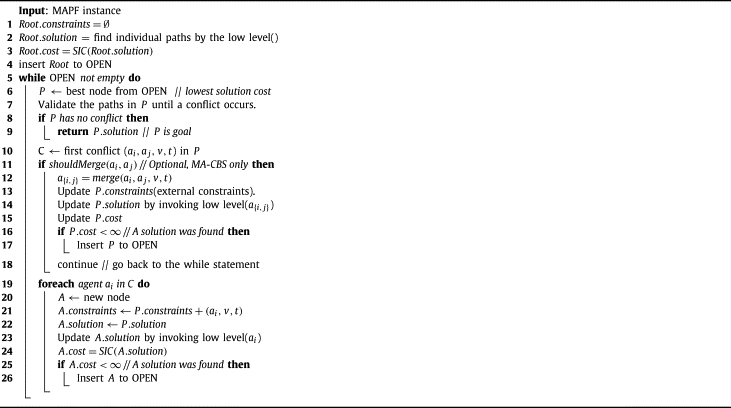 Input: MAPF instance
1 Root.constraints = ∅
2 Root.solution = find individual paths by the low level()
3 Root.cost = SIC(Root.solution)
4 insert Root to OPEN
5 while OPEN not empty do
6 P ← best node from OPEN // lowest solution cost
7 Validate the paths in P until a conflict occurs.
8 if P has no conflict then
9 return P.solution // P is goal
10 C ← first conflict (a_i, a_j, v, t) in P
11 if shouldMerge(a_i, a_j) // Optional, MA-CBS only then
12 a_{i,j} = merge(a_i, a_j, v, t)
13 Update P.constraints(external constraints).
14 Update P.solution by invoking low level(a_{i,j})
15 Update P.cost
16 if P.cost < ∞ // A solution was found then
17 Insert P to OPEN
18 continue // go back to the while statement
19 foreach agent a_i in C do
20 A ← new node
21 A.constraints ← P.constraints + (a_i, v, t)
22 A.solution ← P.solution
23 Update A.solution by invoking low level(a_i)
24 A.cost = SIC(A.solution)
25 if A.cost < ∞ // A solution was found then
26 Insert A to OPEN